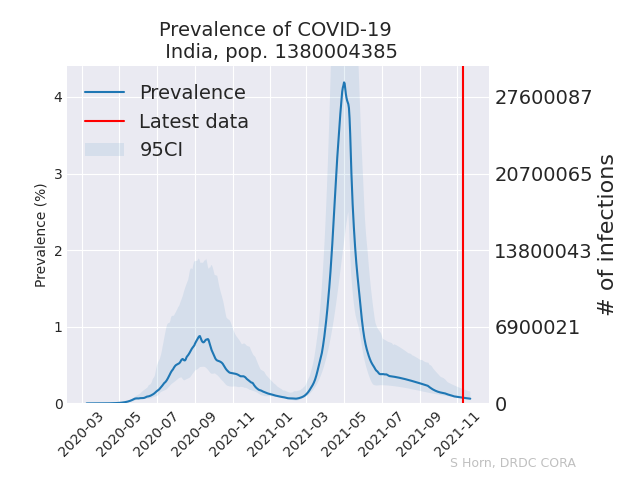 Prevalence of COVID-19
India, pop. 1380004385
Prevalence
Latest data
95CI
Prevalence (%)
4
3
2
1
0
27600087
20700065
13800043
6900021
0
# of infections
2020-03
2020-05
2020-07
2020-09
2020-11
2021-01
2021-03
2021-05
2021-07
2021-09
2021-11
S Horn, DRDC CORA